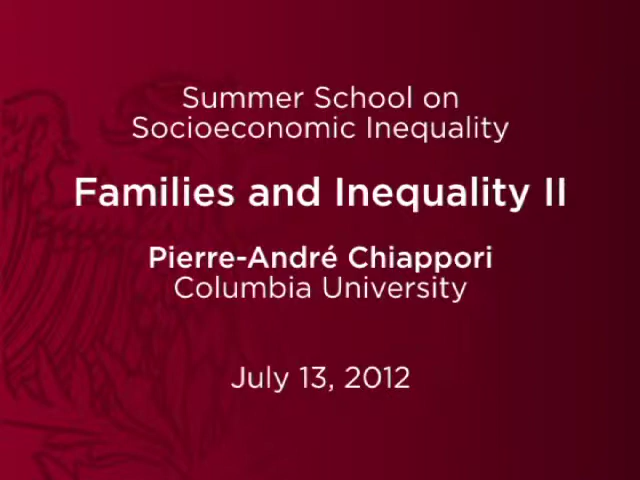 Summer School on
Socioeconomic Inequality
Families and Inequality II
Pierre-André Chiappori
Columbia University
July 13, 2012